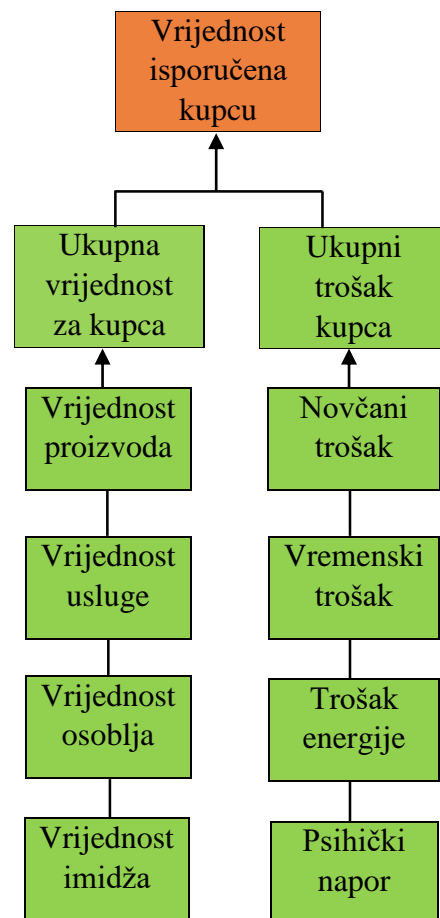 Vrijednost
isporučena
kupcu
Ukupna
vrijednost
za kupca
Ukupni
trošak
kupca
Vrijednost
proizvoda
Novčani
trošak
Vrijednost
usluge
Vremenski
trošak
Vrijednost
osoblja
Trošak
energije
Vrijednost
imidža
Psihički
napor